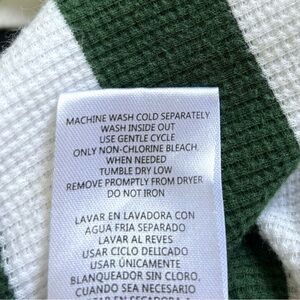 MACHINE WASH COLD SEPARATELY
WASH INSIDE OUT
USE GENTLE CYCLE
ONLY NON-CHLORINE BLEACH
WHEN NEEDED
TUMBLE DRY LOW
REMOVE PROMPTLY FROM DRYER
DO NOT IRON
LAVAR EN LAVADORA CON
AGUA FRIA SEPARADO
LAVAR AL REVES
USAR CICLO DELICADO
USAR ÚNICAMENTE
BLANQUEADOR SIN CLORO,
CUANDO SEA NECESARIO
EN SECADORA A